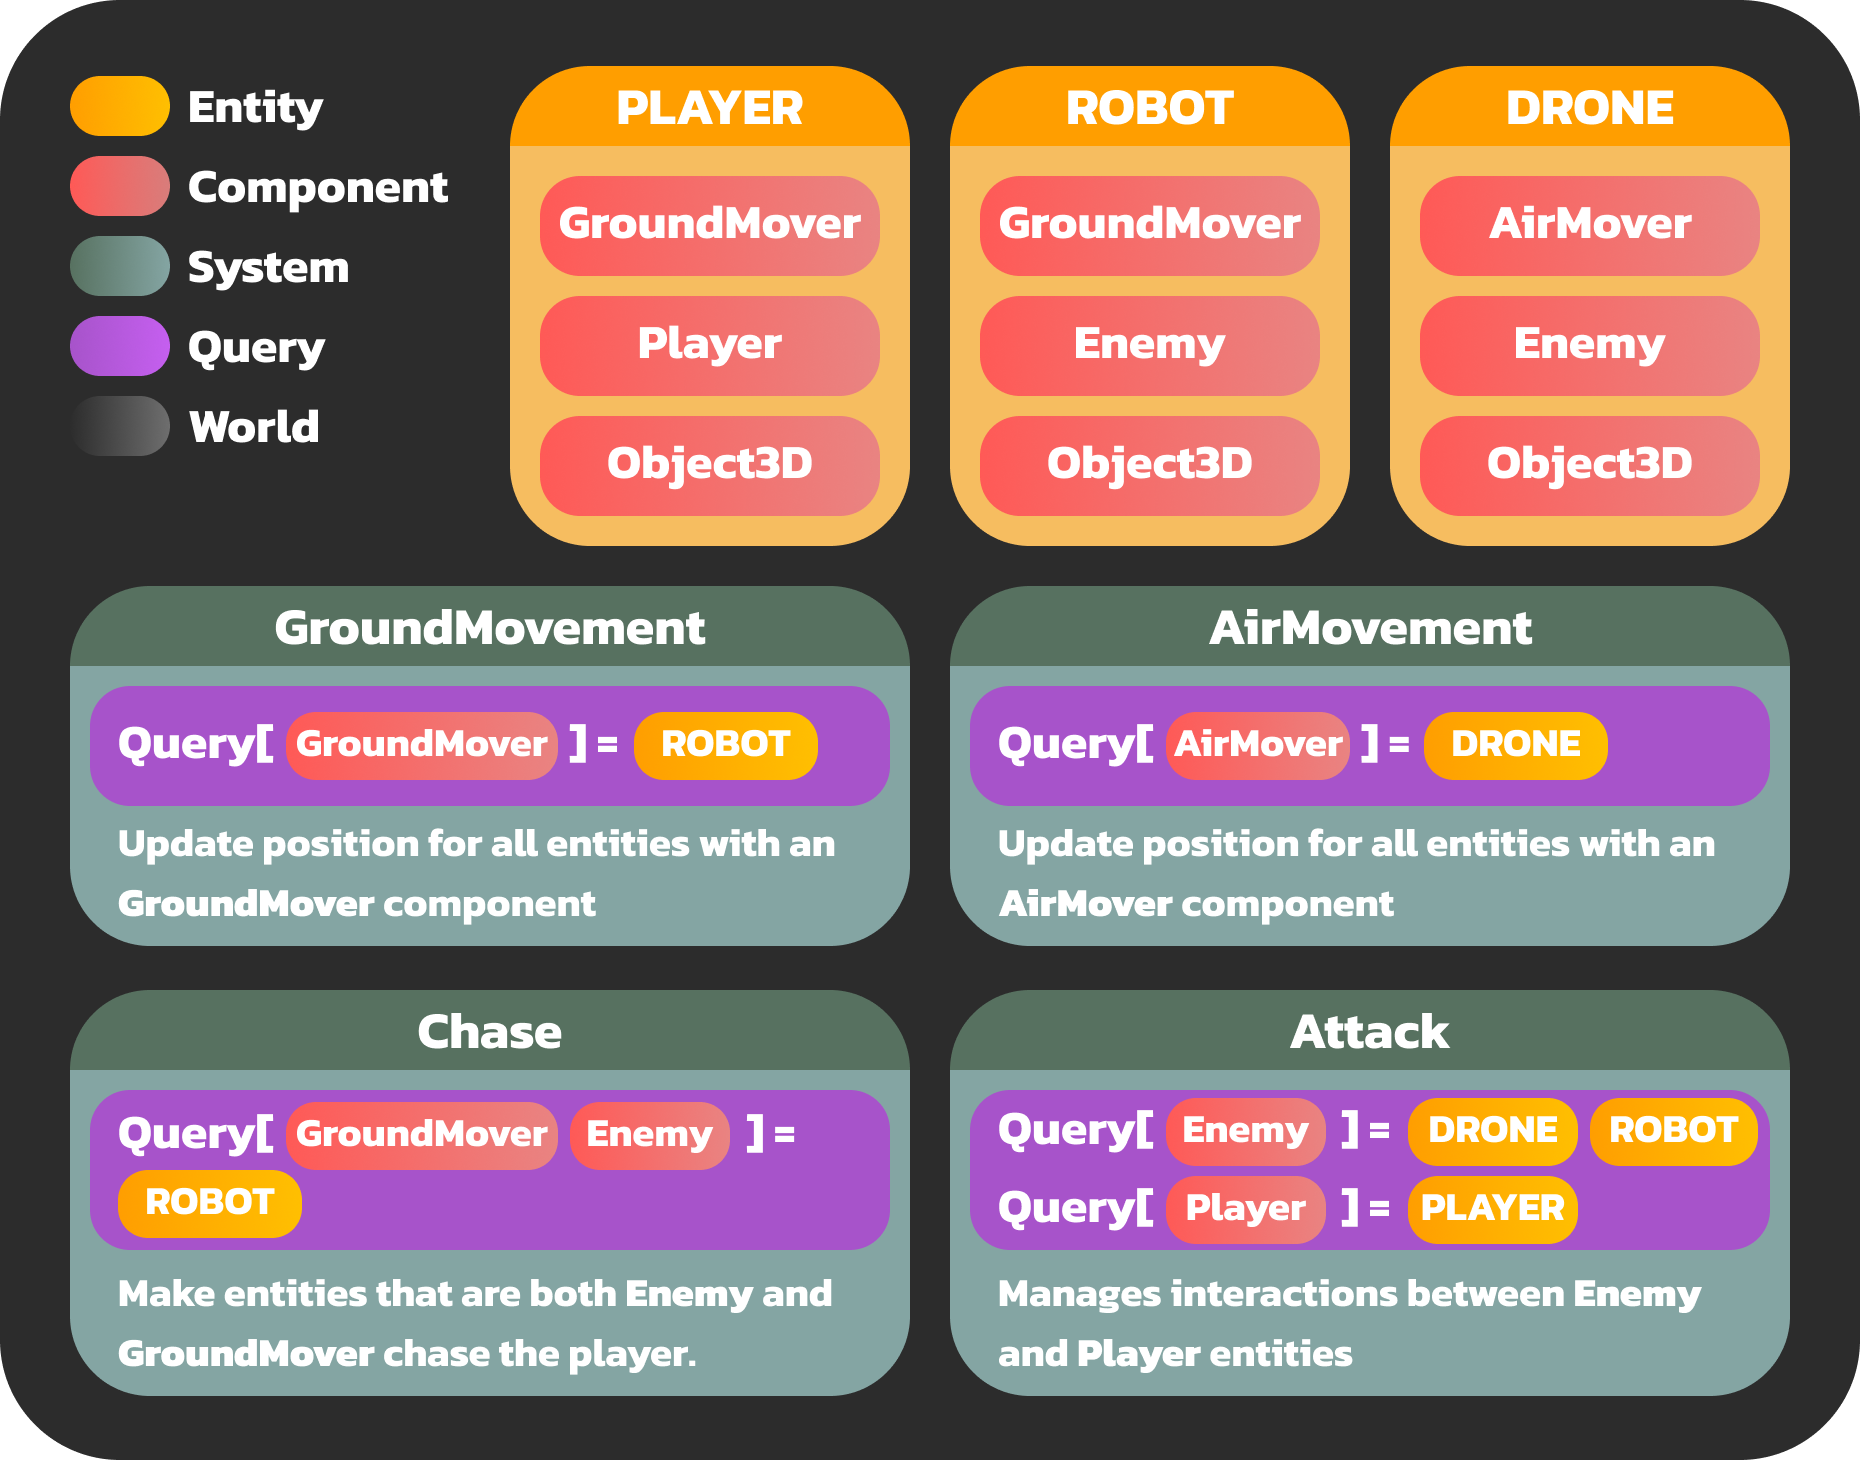 Entity
Component
System
Query
World
PLAYER
GroundMover
Player
Object3D
ROBOT
GroundMover
Enemy
Object3D
DRONE
AirMover
Enemy
Object3D
GroundMovement
Query[ GroundMover ] = ROBOT
Update position for all entities with an
GroundMover component
AirMovement
Query[ AirMover ] = DRONE
Update position for all entities with an
AirMover component
Chase
Query[ GroundMover Enemy ] =
ROBOT
Make entities that are both Enemy and
GroundMover chase the player.
Attack
Query[ Enemy ] = DRONE ROBOT
Query[ Player ] = PLAYER
Manages interactions between Enemy
and Player entities